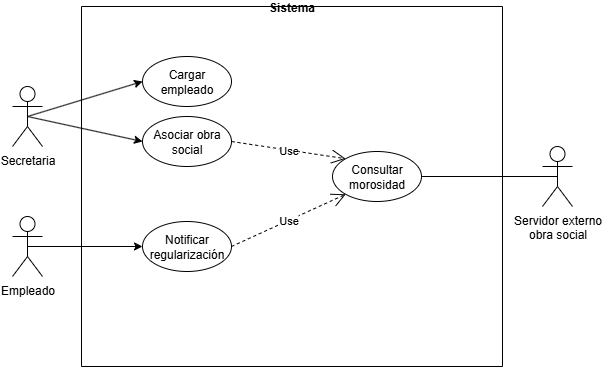 Sistema
Cargar
empleado
Secretaria
Asociar obra
social
Use
Consultar
morosidad
Servidor externo
obra social
Use
Notificar
regularización
Empleado